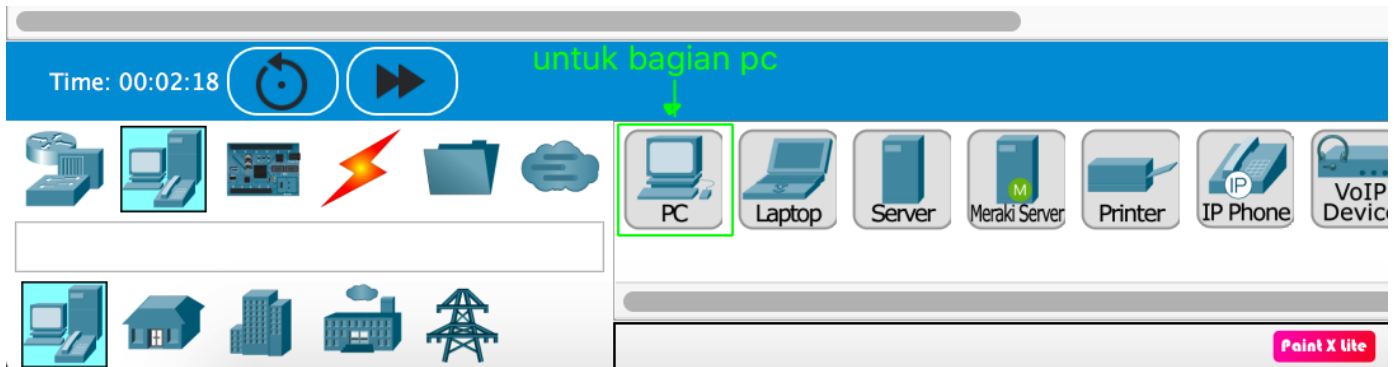 untuk bagian pc
Time: 00:02:18
PC
Laptop
Server
M
Meraki Server
Printer
IP
IP Phone
VoIP
Devic
Paint X lite